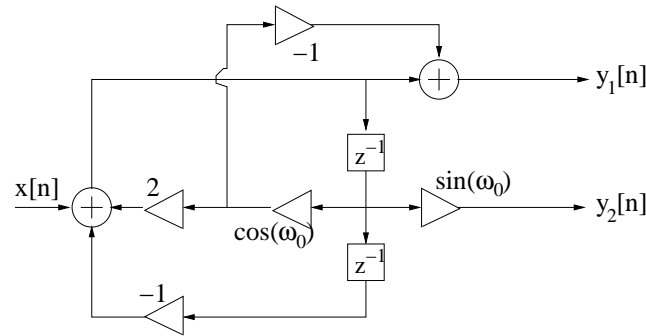 −1
y₁[n]
z⁻¹
x[n]
2
sin(ω₀)
cos(ω₀)
y₂[n]
z⁻¹
−1